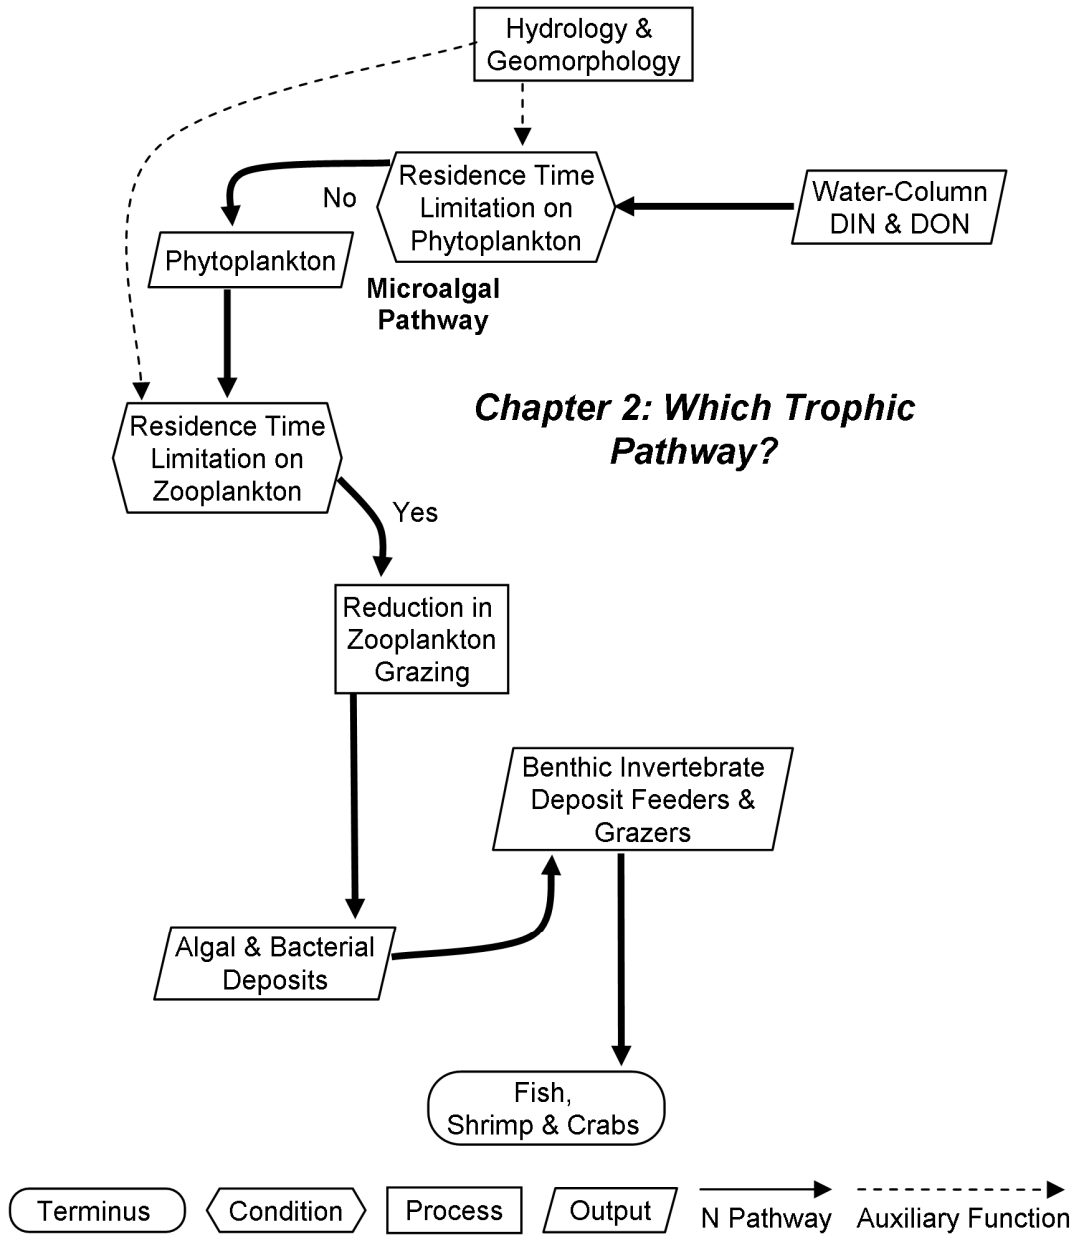 Hydrology &
Geomorphology
Residence Time
Limitation on
Phytoplankton
Water-Column
DIN & DON
No
Phytoplankton
Microalgal
Pathway
Chapter 2: Which Trophic
Pathway?
Residence Time
Limitation on
Zooplankton
Yes
Reduction in
Zooplankton
Grazing
Benthic Invertebrate
Deposit Feeders &
Grazers
Algal & Bacterial
Deposits
Fish,
Shrimp & Crabs
Terminus
Condition
Process
Output
N Pathway
Auxiliary Function